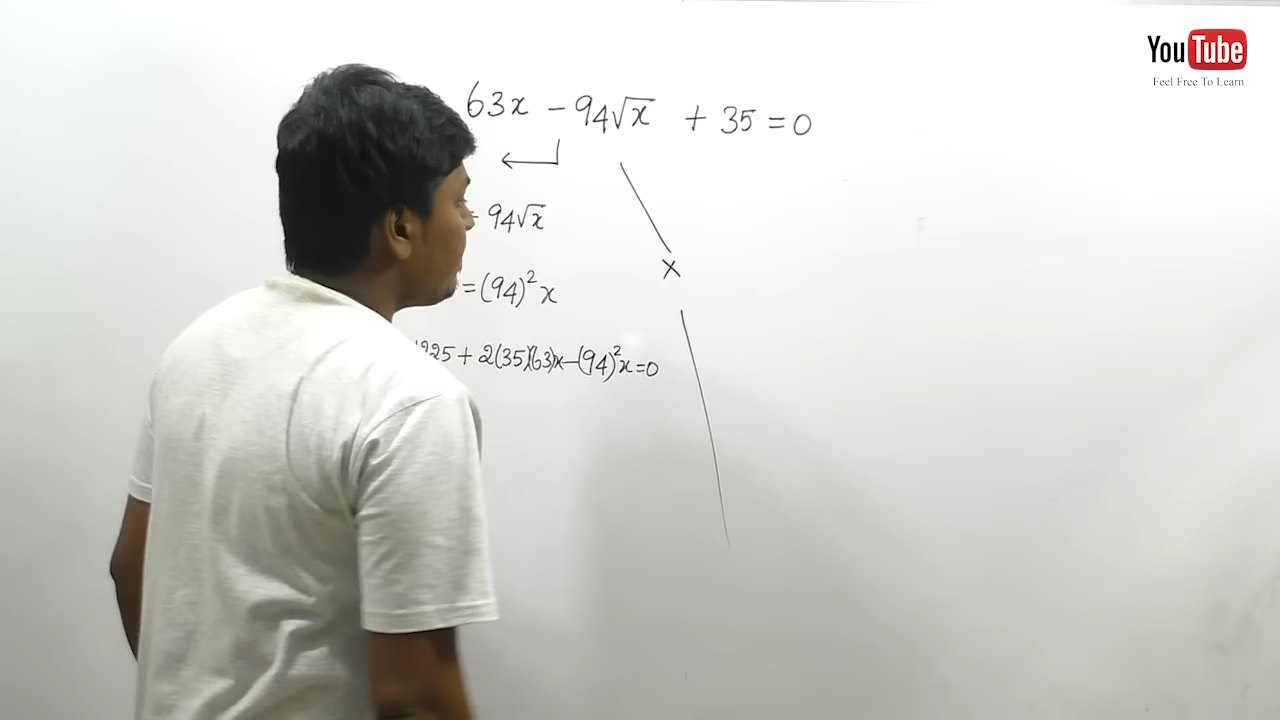 YouTube
Feel Free To Learn
63x - 94√x + 35 = 0
- 94√x
= (94)² x
1225 + 2(35)(63)x - (94)² x = 0
x